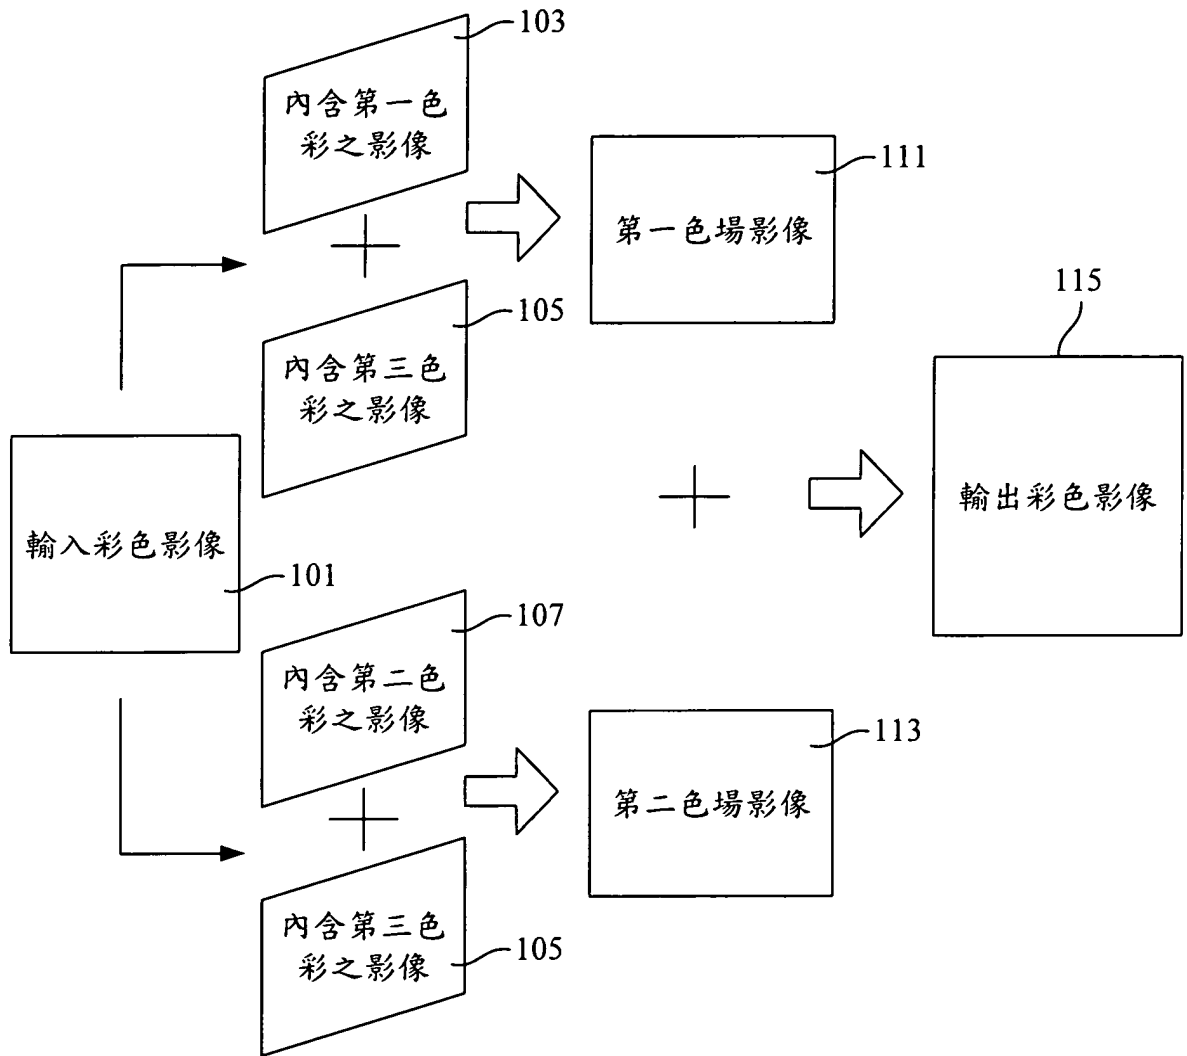 103
內含第一色
彩之影像
111
第一色場影像
105
內含第三色
彩之影像
115
輸入彩色影像
101
輸出彩色影像
107
內含第二色
彩之影像
113
第二色場影像
內含第三色
彩之影像
105